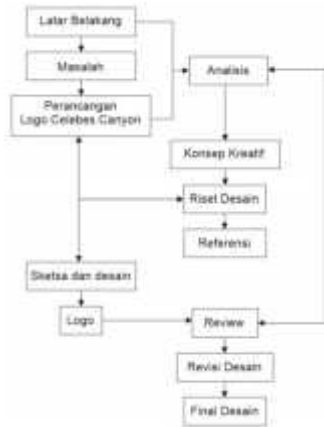 Latar Belakang
Masalah
Perancangan
Logo Celebes Canyon
Analisis
Konsep Kreatif
Riset Desain
Referensi
Sketsa dan desain
Logo
Review
Revisi Desain
Final Desain